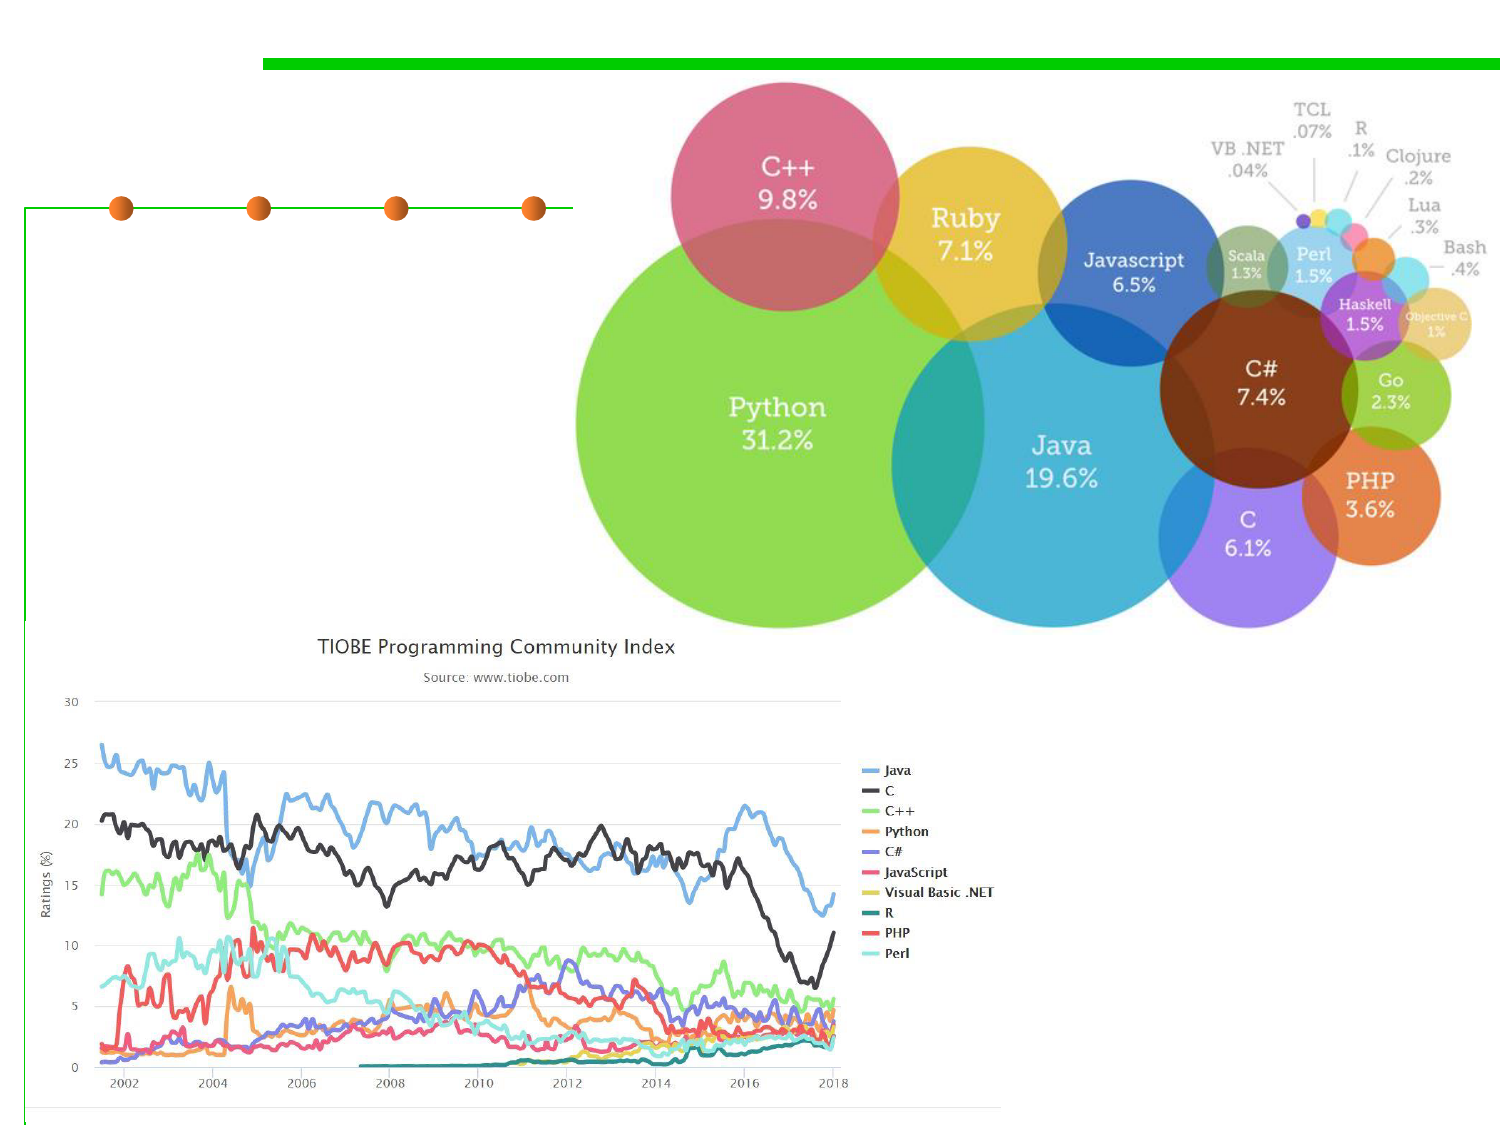 C++
9.8%
Ruby
7.1%
Javascript
6.5%
TCL
.07%
VB .NET
.04%
R
.1%
Clojure
.2%
Lua
.3%
Bash
.4%
Scala
1.3%
Perl
1.5%
Haskell
1.5%
Objective C
1%
Python
31.2%
Java
19.6%
C#
7.4%
Go
2.3%
C
6.1%
PHP
3.6%
TIOBE Programming Community Index
Source: www.tiobe.com
Ratings (%)
30
25
20
15
10
5
0
2002 2004 2006 2008 2010 2012 2014 2016 2018
Java
C
C++
Python
C#
JavaScript
Visual Basic .NET
R
PHP
Perl